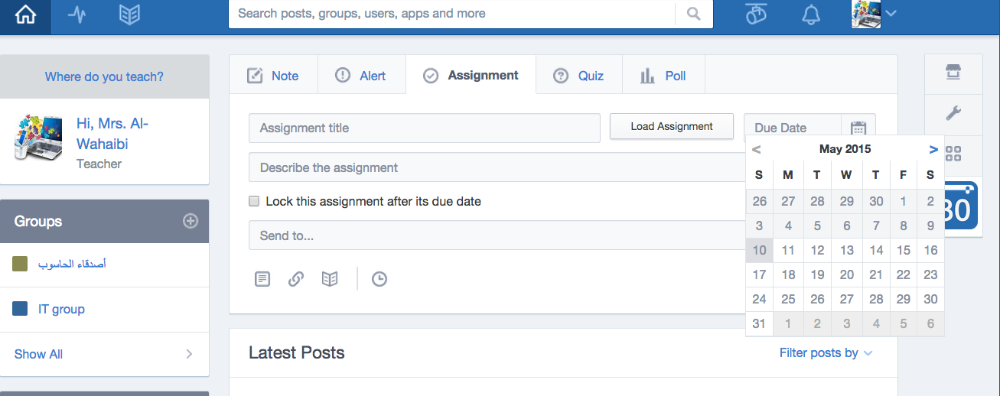 Search posts, groups, users, apps and more
Where do you teach?
Hi, Mrs. Al-
Wahaibi
Teacher
Groups
أصدقاء الحاسوب
IT group
Show All
Note
Alert
Assignment
Quiz
Poll
Assignment title
Load Assignment
Due Date
Describe the assignment
Lock this assignment after its due date
Send to...
< May 2015 >
S M T W T F S
26 27 28 29 30 1 2
3 4 5 6 7 8 9
10 11 12 13 14 15 16
17 18 19 20 21 22 23
24 25 26 27 28 29 30
31 1 2 3 4 5 6
30
Latest Posts
Filter posts by